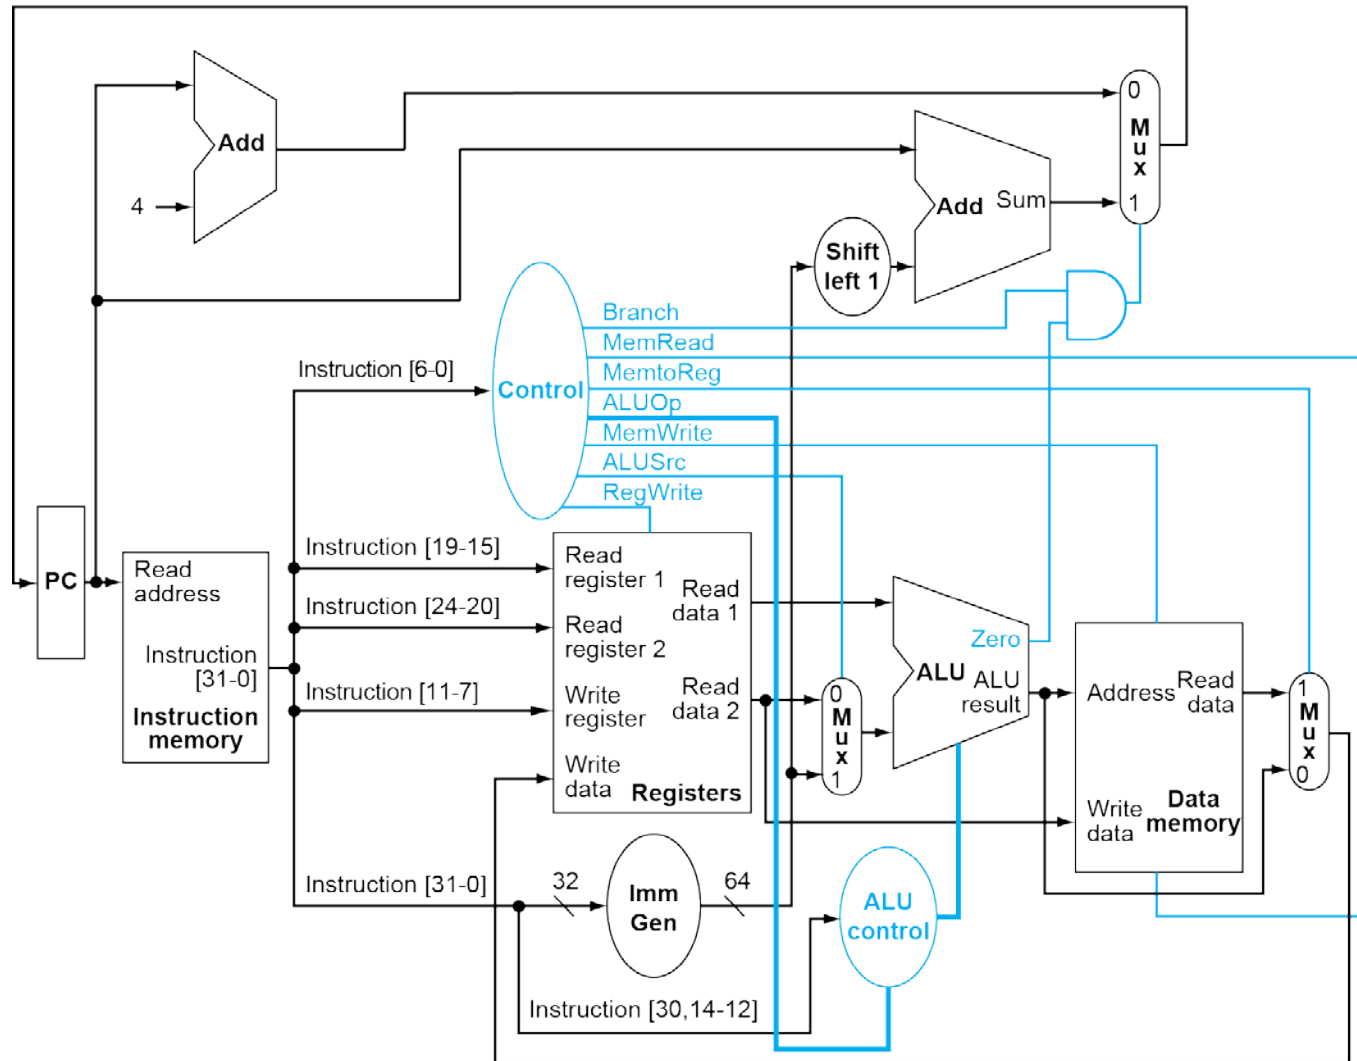 0
Mux
1
Add
4
Add Sum
Shift
left 1
Branch
MemRead
MemtoReg
ALUOp
MemWrite
ALUSrc
RegWrite
Control
Instruction [6-0]
PC
Read
address
Instruction
[31-0]
Instruction
memory
Instruction [19-15]
Instruction [24-20]
Instruction [11-7]
Instruction [31-0]
Read
register 1
Read
register 2
Write
register
Write
data
Read
data 1
Read
data 2
Registers
0
Mux
1
Zero
ALU
ALU
result
Address
Read
data
Write
data
Data
memory
1
Mux
0
32
Imm
Gen
64
ALU
control
Instruction [30,14-12]